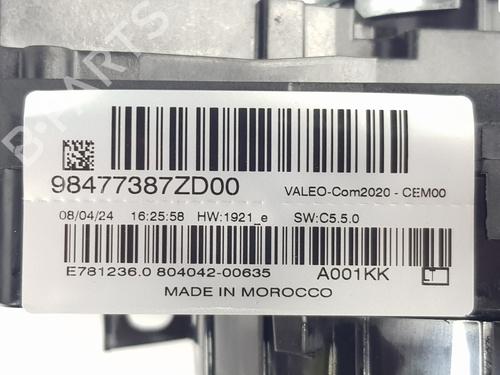 98477387ZD00 VALEO-Com2020 - CEM00
08/04/24 16:25:58 HW:1921_e SW:C5.5.0
E781236.0 804042-00635 A001KK LT
MADE IN MOROCCO
B-PARTS